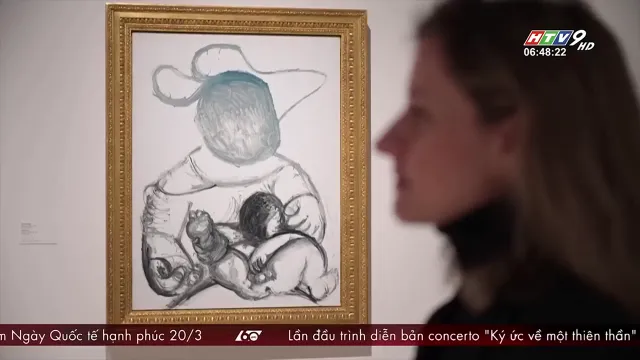 HTV9 HD
06:48:22
m Ngày Quốc tế hạnh phúc 20/3
60 Lần đầu trình diễn bản concerto "Ký ức về một thiên thần"